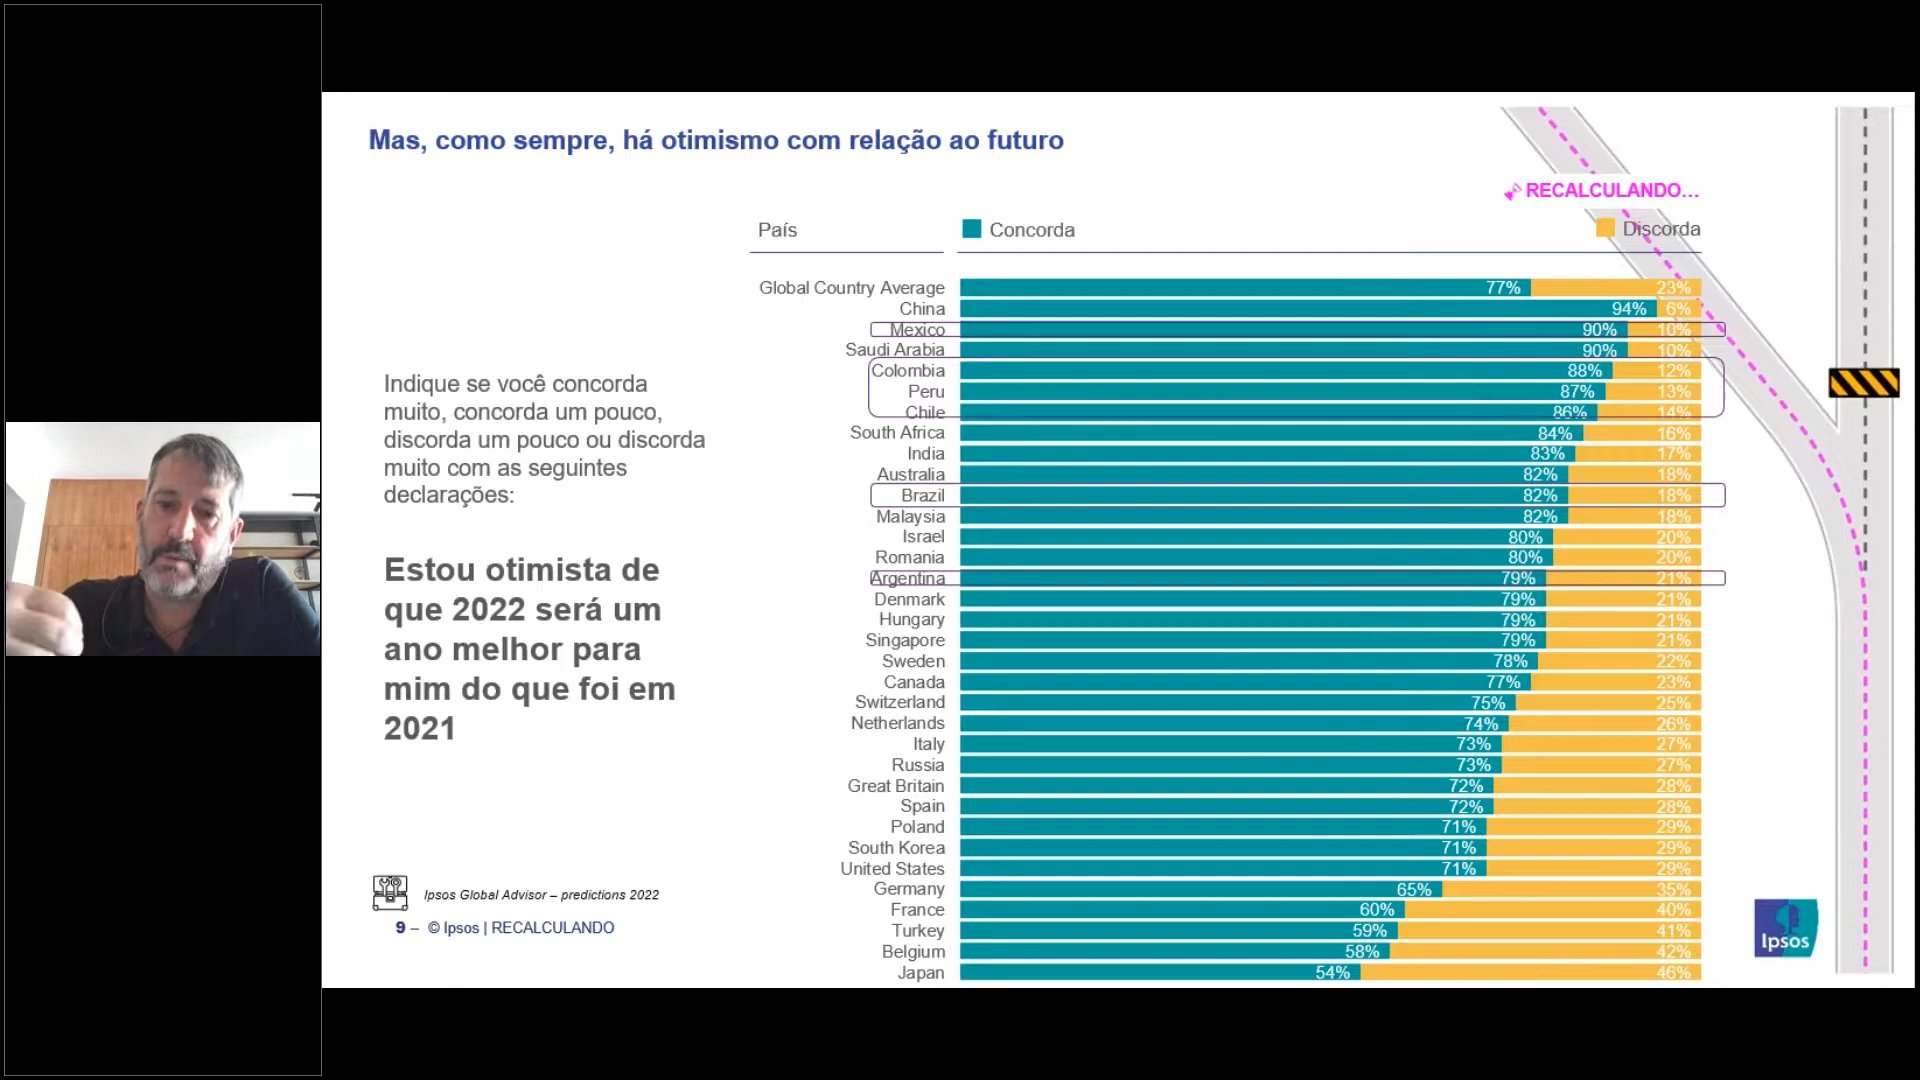 Mas, como sempre, há otimismo com relação ao futuro
RECALCULANDO...
País
Concorda
Discorda
Indique se você concorda
muito, concorda um pouco,
discorda um pouco ou discorda
muito com as seguintes
declarações:
Estou otimista de
que 2022 será um
ano melhor para
mim do que foi em
2021
Global Country Average 77% 23%
China 94% 6%
Mexico 90% 10%
Saudi Arabia 90% 10%
Colombia 88% 12%
Peru 87% 13%
Chile 86% 14%
South Africa 84% 16%
India 83% 17%
Australia 82% 18%
Brazil 82% 18%
Malaysia 82% 18%
Israel 80% 20%
Romania 80% 20%
Argentina 79% 21%
Denmark 79% 21%
Hungary 79% 21%
Singapore 79% 21%
Sweden 78% 22%
Canada 77% 23%
Switzerland 75% 25%
Netherlands 74% 26%
Italy 73% 27%
Russia 73% 27%
Great Britain 72% 28%
Spain 72% 28%
Poland 71% 29%
South Korea 71% 29%
United States 71% 29%
Germany 65% 35%
France 60% 40%
Turkey 59% 41%
Belgium 58% 42%
Japan 54% 46%
Ipsos Global Advisor – predictions 2022
9 – © Ipsos | RECALCULANDO
Ipsos